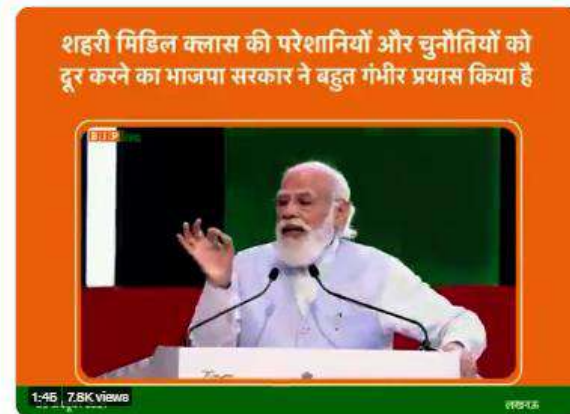 शहरी मिडिल क्लास की परेशानियों और चुनौतियों को
दूर करने का भाजपा सरकार ने बहुत गंभीर प्रयास किया है
1:45 7.8K views
लखनऊ